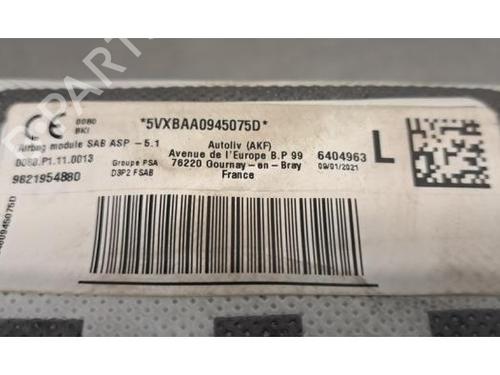 CE 0080 BKI
*5VXBAA0945075D*
Airbag module SAB ASP - 5.1
0080.P1.11.0013
9821954880
Groupe PSA
D3P2 FSAB
Autoliv (AKF)
Avenue de l'Europe B.P 99
76220 Gournay - en - Bray
France
6404963
09/01/2021
L